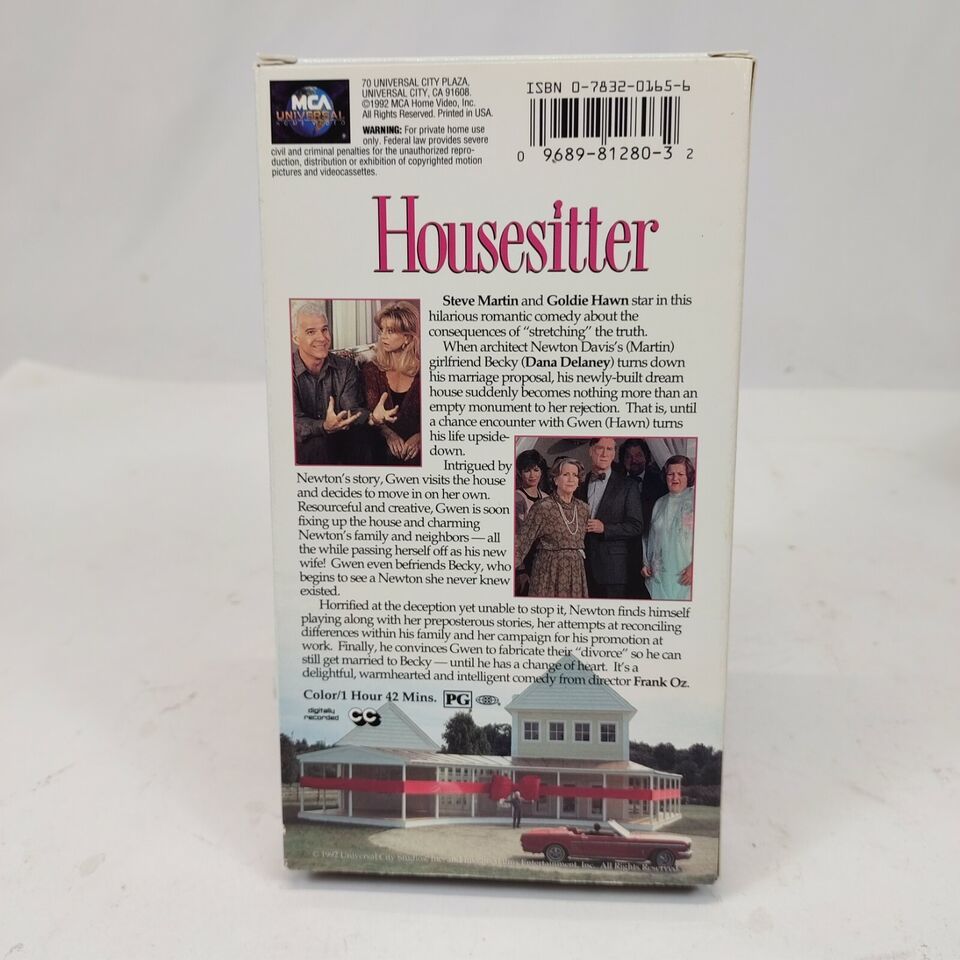 MCA
UNIVERSAL
HOME VIDEO
70 UNIVERSAL CITY PLAZA,
UNIVERSAL CITY, CA 91608.
©1992 MCA Home Video, Inc.
All Rights Reserved. Printed in USA.
WARNING: For private home use
only. Federal law provides severe
civil and criminal penalties for the unauthorized repro-
duction, distribution or exhibition of copyrighted motion
pictures and videocassettes.
ISBN 0-7832-0165-6
0 9689-81280-3 2
Housesitter
Steve Martin and Goldie Hawn star in this
hilarious romantic comedy about the
consequences of "stretching" the truth.
When architect Newton Davis's (Martin)
girlfriend Becky (Dana Delaney) turns down
his marriage proposal, his newly-built dream
house suddenly becomes nothing more than an
empty monument to her rejection. That is, until
a chance encounter with Gwen (Hawn) turns
his life upside-
down.
Intrigued by
Newton's story, Gwen visits the house
and decides to move in on her own.
Resourceful and creative, Gwen is soon
fixing up the house and charming
Newton's family and neighbors — all
the while passing herself off as his new
wife! Gwen even befriends Becky, who
begins to see a Newton she never knew
existed.
Horrified at the deception yet unable to stop it, Newton finds himself
playing along with her preposterous stories, her attempts at reconciling
differences within his family and her campaign for his promotion at
work. Finally, he convinces Gwen to fabricate their "divorce" so he can
still get married to Becky — until he has a change of heart. It's a
delightful, warmhearted and intelligent comedy from director Frank Oz.
Color/1 Hour 42 Mins. PG
digitally
recorded CC
© 1992 Universal City Studios, Inc. and Entertainment, Inc. All Rights Reserved.